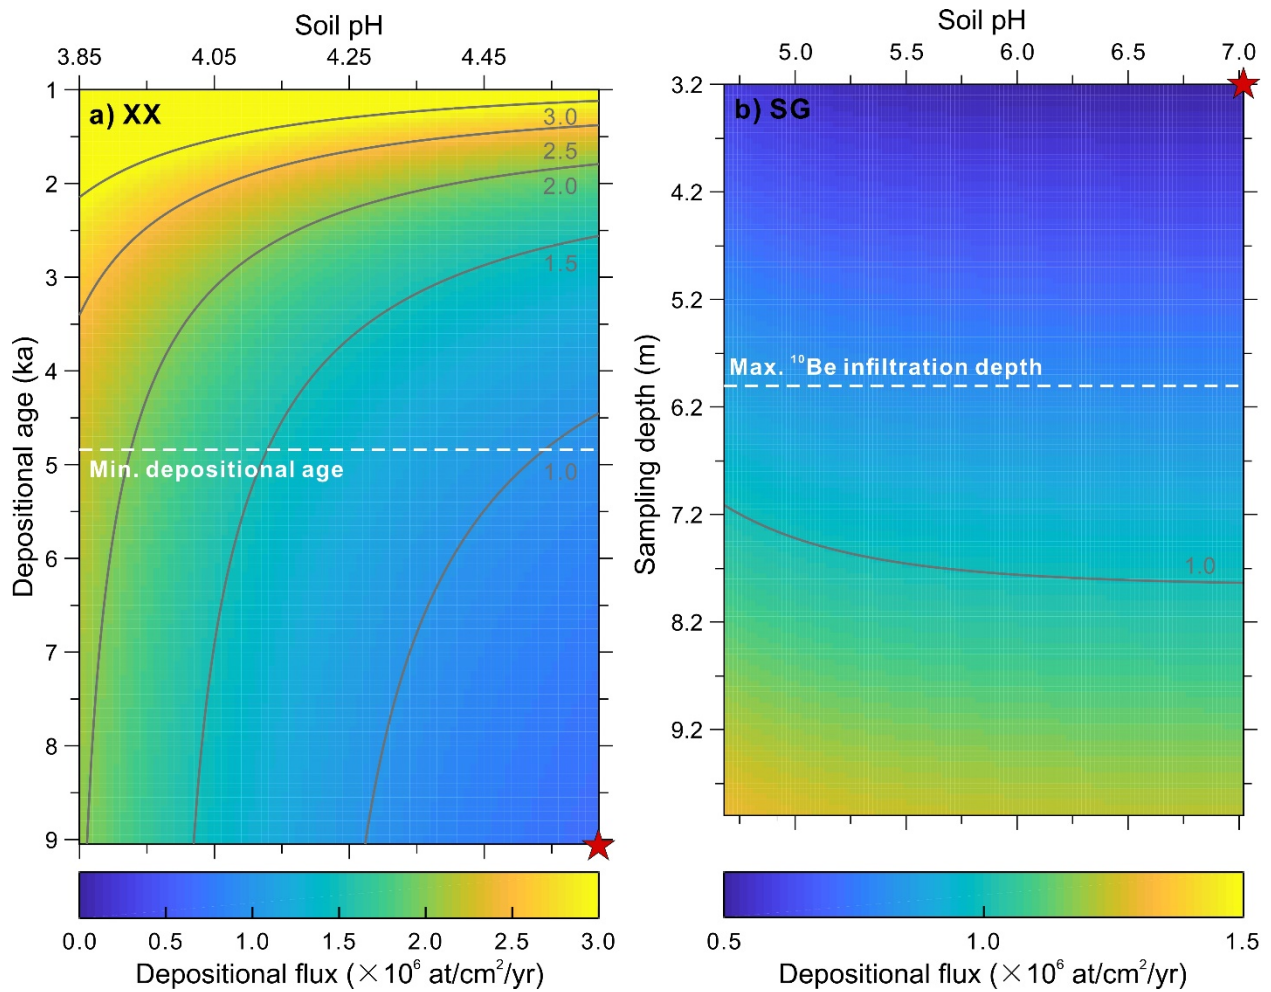 Soil pH
3.85 4.05 4.25 4.45
a) XX
1
2
3
4
5
6
7
8
9
Depositional age (ka)
3.0
2.5
2.0
1.5
1.0
Min. depositional age
0.0 0.5 1.0 1.5 2.0 2.5 3.0
Depositional flux (×10⁶ at/cm²/yr)
Soil pH
5.0 5.5 6.0 6.5 7.0
b) SG
3.2
4.2
5.2
6.2
7.2
8.2
9.2
Sampling depth (m)
Max. ¹⁰Be infiltration depth
1.0
0.5 1.0 1.5
Depositional flux (×10⁶ at/cm²/yr)